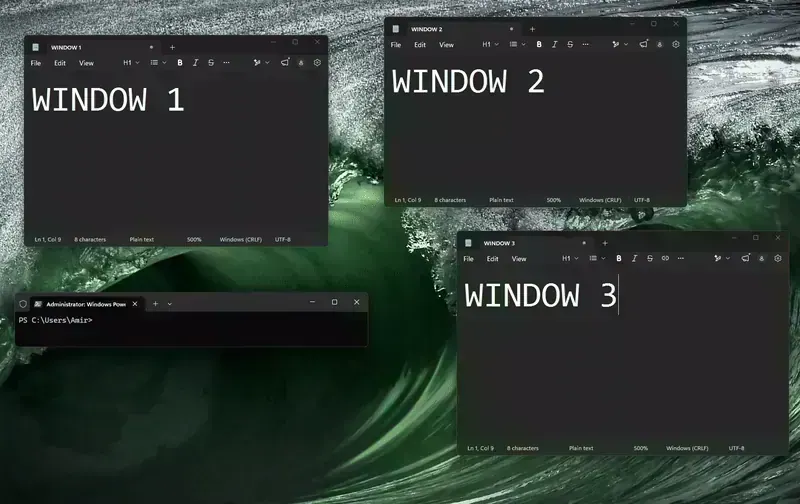 WINDOW 1
File Edit View H1 B I S ...
WINDOW 1
Ln 1, Col 9 8 characters Plain text 500% Windows (CRLF) UTF-8
WINDOW 2
File Edit View H1 B I S ...
WINDOW 2
Ln 1, Col 9 8 characters Plain text 500% Windows (CRLF) UTF-8
Administrator: Windows Pow
PS C:\Users\Amir>
WINDOW 3
File Edit View H1 B I S ...
WINDOW 3
Ln 1, Col 9 8 characters Plain text 500% Windows (CRLF) UTF-8